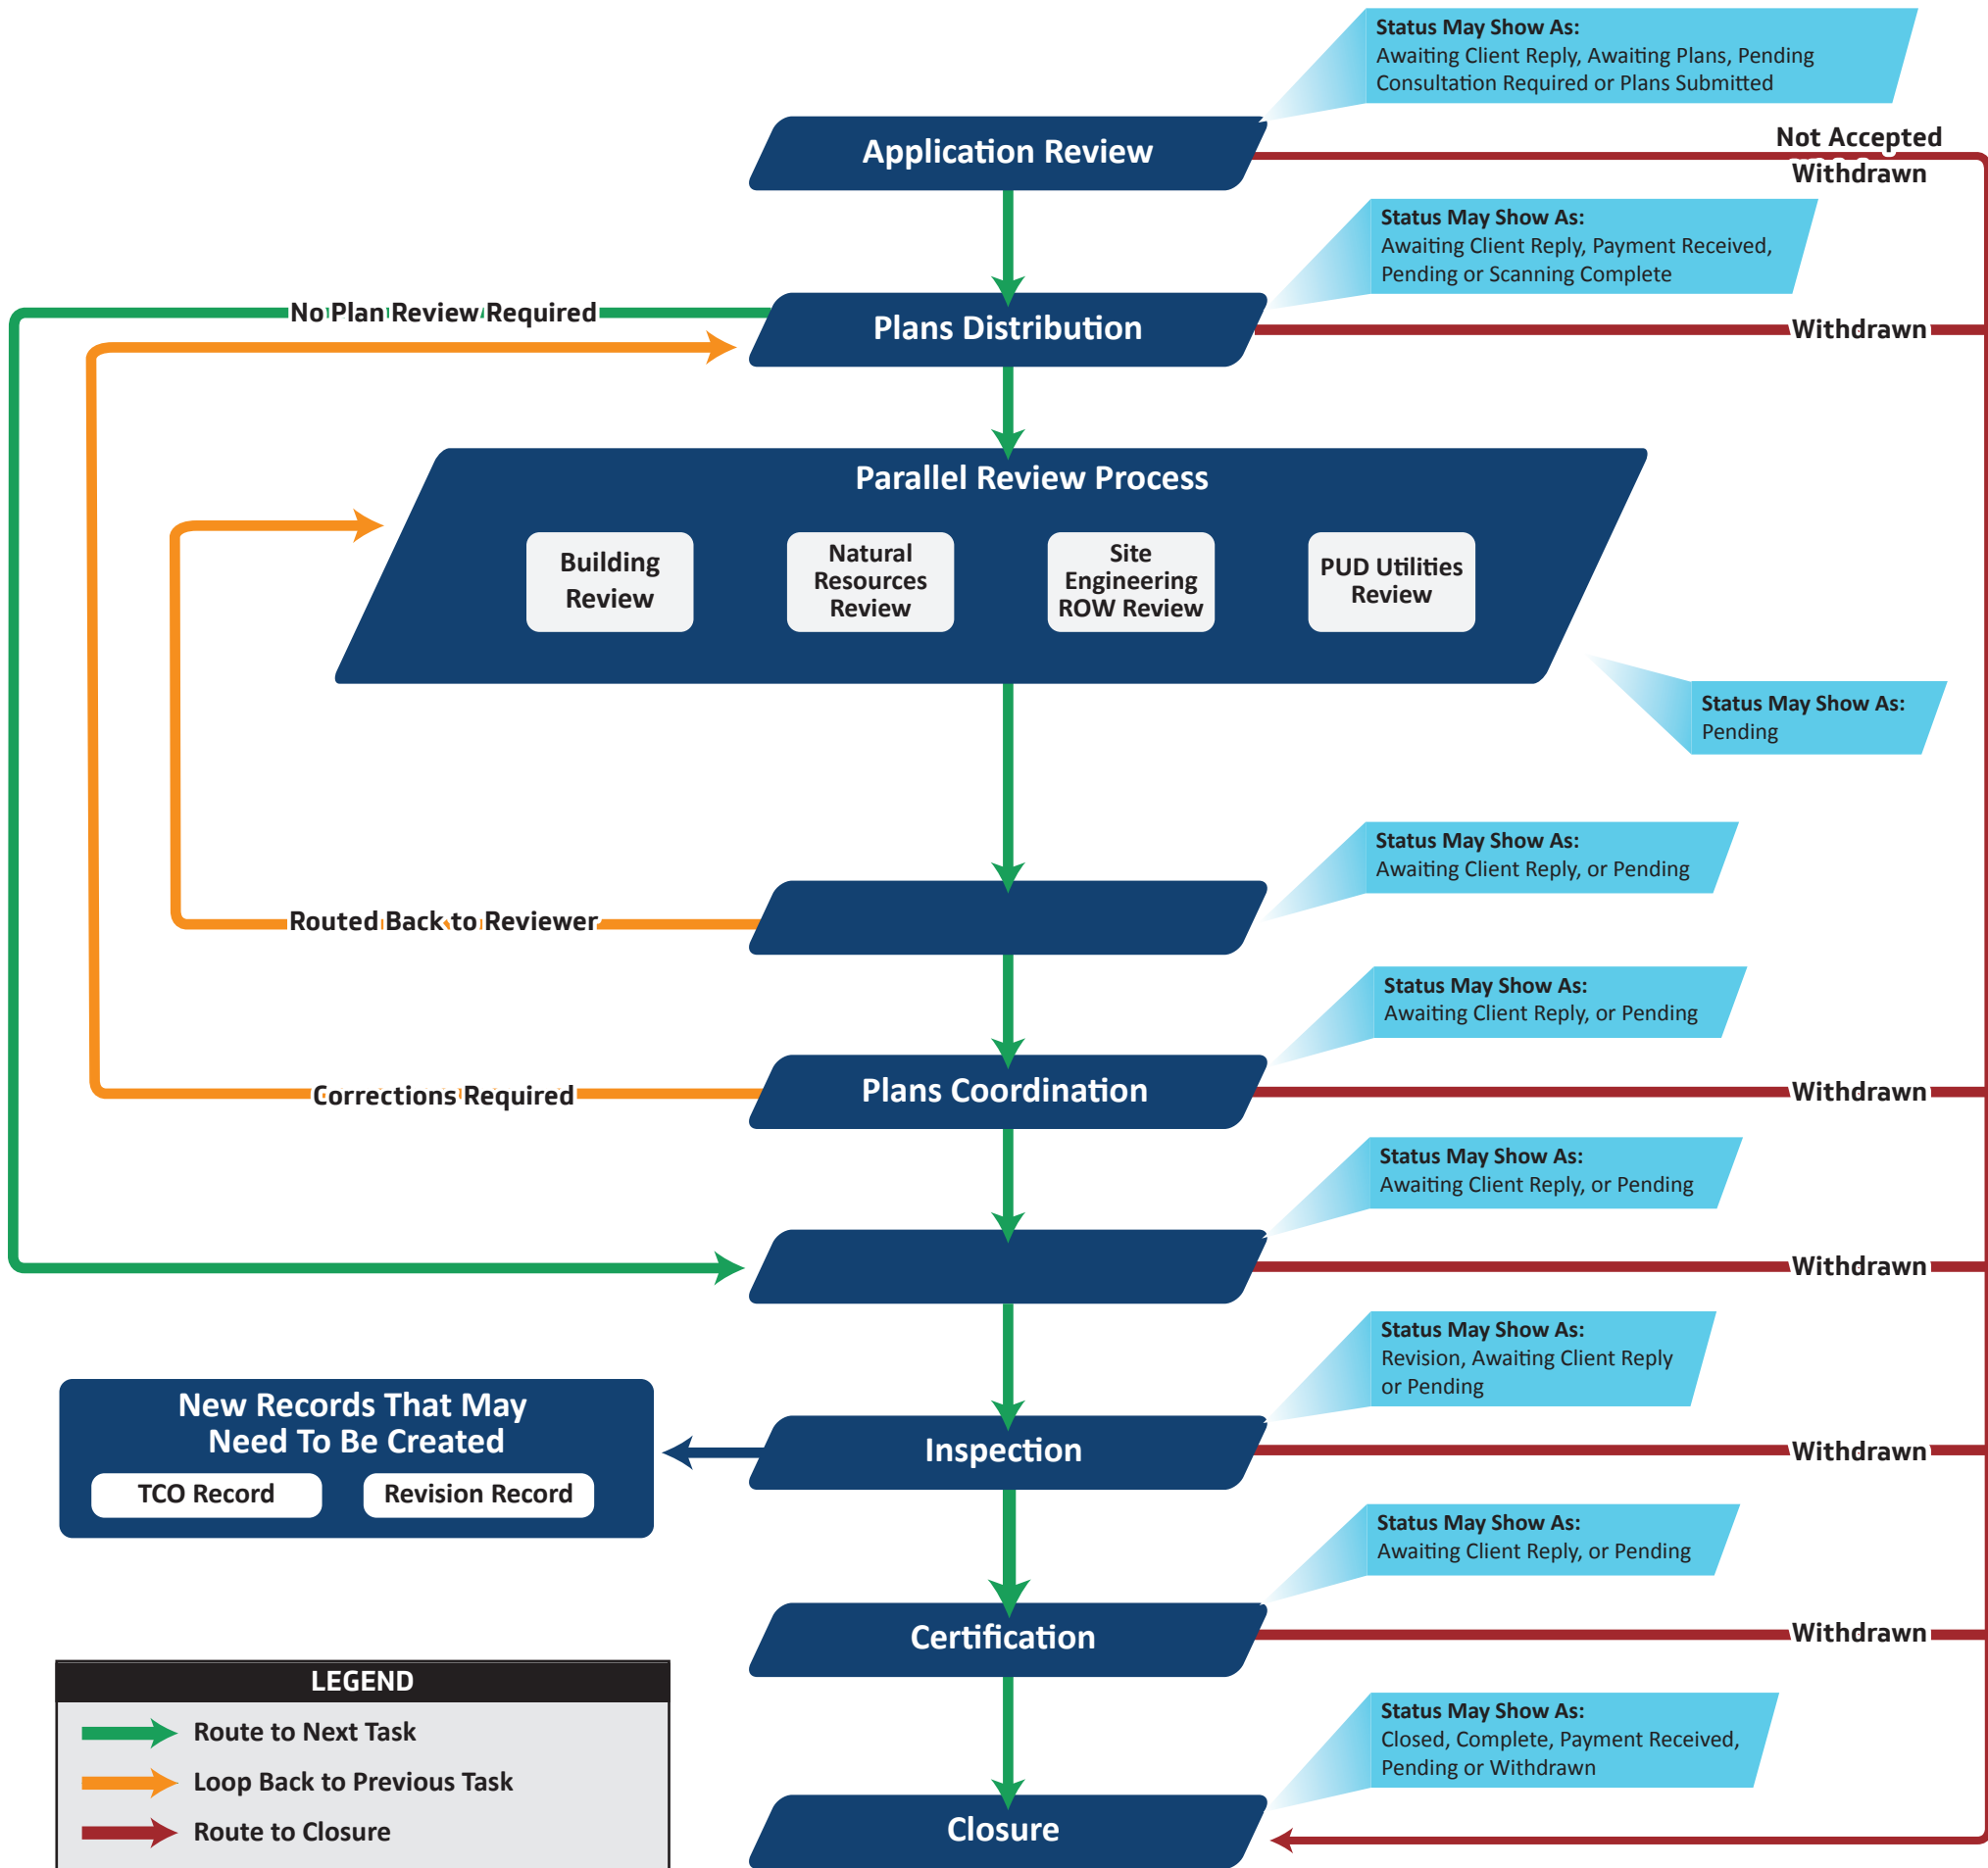 Status May Show As:
Awaiting Client Reply, Awaiting Plans, Pending
Consultation Required or Plans Submitted
Application Review
Not Accepted
Withdrawn
Status May Show As:
Awaiting Client Reply, Payment Received,
Pending or Scanning Complete
No Plan Review Required
Plans Distribution
Withdrawn
Parallel Review Process
Building
Review
Natural
Resources
Review
Site
Engineering
ROW Review
PUD Utilities
Review
Status May Show As:
Pending
Status May Show As:
Awaiting Client Reply, or Pending
Routed Back to Reviewer
Status May Show As:
Awaiting Client Reply, or Pending
Corrections Required
Plans Coordination
Withdrawn
Status May Show As:
Awaiting Client Reply, or Pending
Withdrawn
Status May Show As:
Revision, Awaiting Client Reply
or Pending
New Records That May
Need To Be Created
TCO Record
Revision Record
Inspection
Withdrawn
Status May Show As:
Awaiting Client Reply, or Pending
Certification
Withdrawn
LEGEND
Route to Next Task
Loop Back to Previous Task
Route to Closure
Status May Show As:
Closed, Complete, Payment Received,
Pending or Withdrawn
Closure